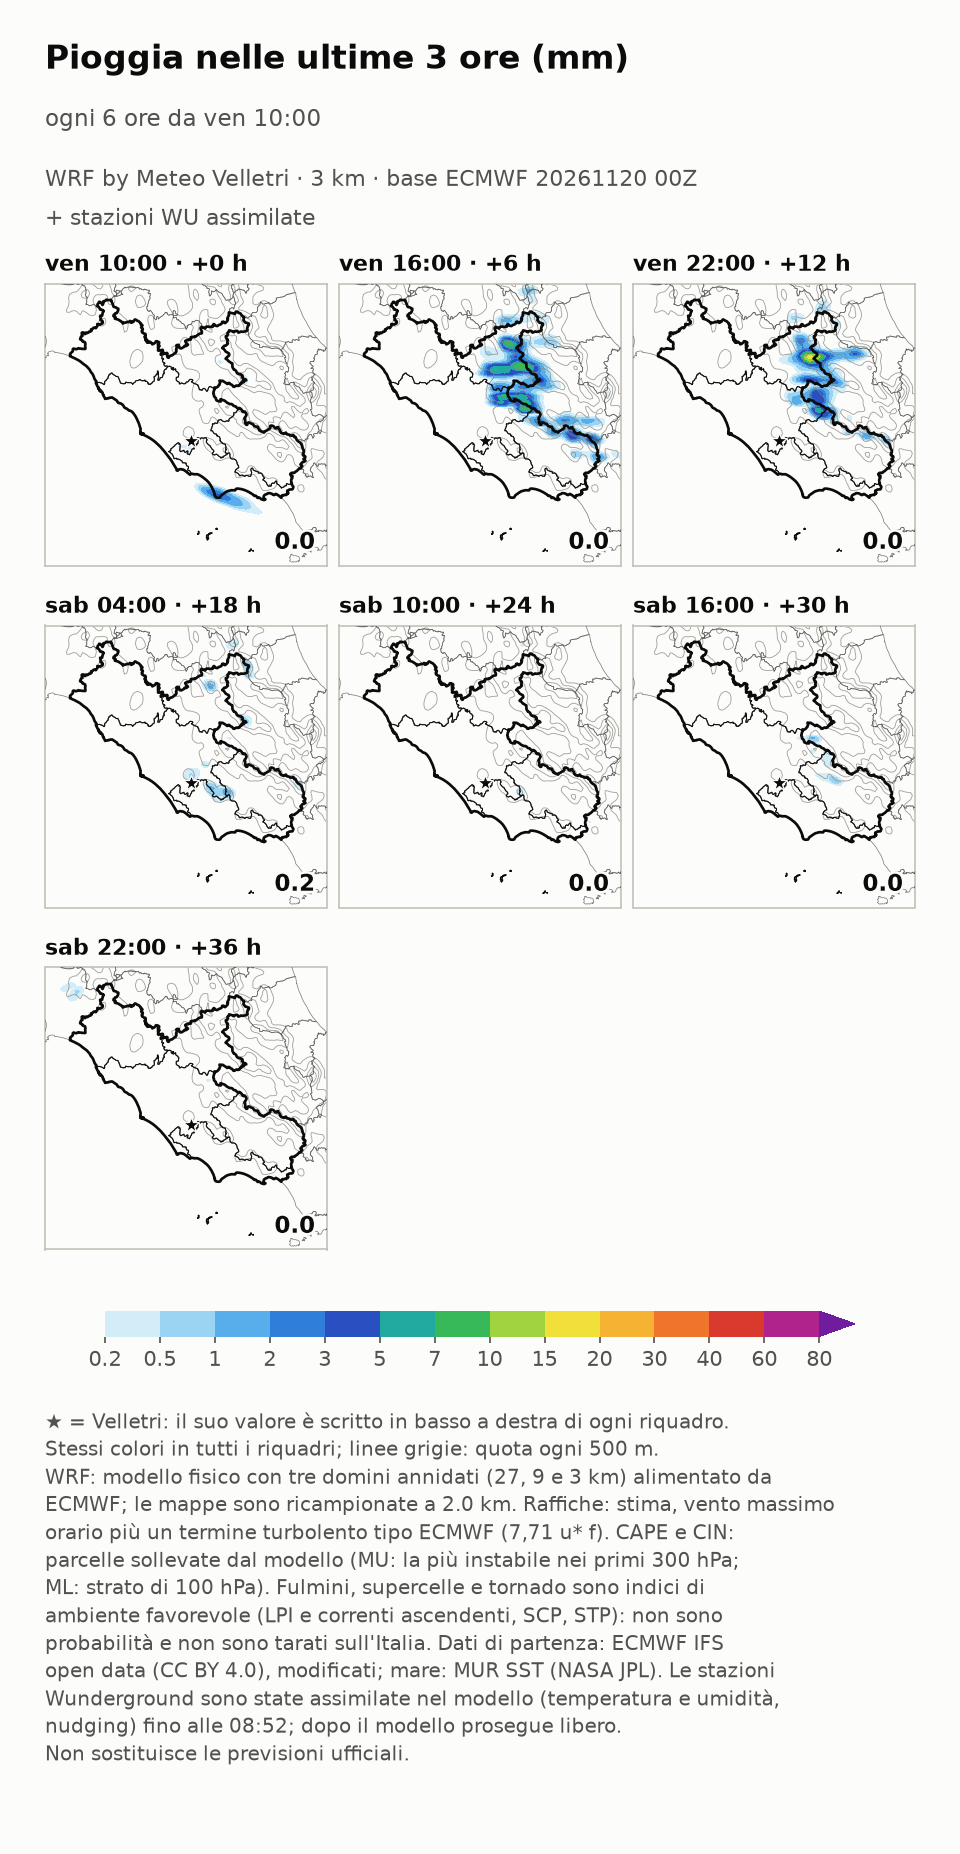 Pioggia nelle ultime 3 ore (mm)
ogni 6 ore da ven 10:00
WRF by Meteo Velletri · 3 km · base ECMWF 20261120 00Z
+ stazioni WU assimilate
ven 10:00 · +0 h
ven 16:00 · +6 h
ven 22:00 · +12 h
0.0
0.0
0.0
sab 04:00 · +18 h
sab 10:00 · +24 h
sab 16:00 · +30 h
0.2
0.0
0.0
sab 22:00 · +36 h
0.0
0.2 0.5 1 2 3 5 7 10 15 20 30 40 60 80
★ = Velletri: il suo valore è scritto in basso a destra di ogni riquadro.
Stessi colori in tutti i riquadri; linee grigie: quota ogni 500 m.
WRF: modello fisico con tre domini annidati (27, 9 e 3 km) alimentato da
ECMWF; le mappe sono ricampionate a 2.0 km. Raffiche: stima, vento massimo
orario più un termine turbolento tipo ECMWF (7,71 u* f). CAPE e CIN:
parcelle sollevate dal modello (MU: la più instabile nei primi 300 hPa;
ML: strato di 100 hPa). Fulmini, supercelle e tornado sono indici di
ambiente favorevole (LPI e correnti ascendenti, SCP, STP): non sono
probabilità e non sono tarati sull'Italia. Dati di partenza: ECMWF IFS
open data (CC BY 4.0), modificati; mare: MUR SST (NASA JPL). Le stazioni
Wunderground sono state assimilate nel modello (temperatura e umidità,
nudging) fino alle 08:52; dopo il modello prosegue libero.
Non sostituisce le previsioni ufficiali.